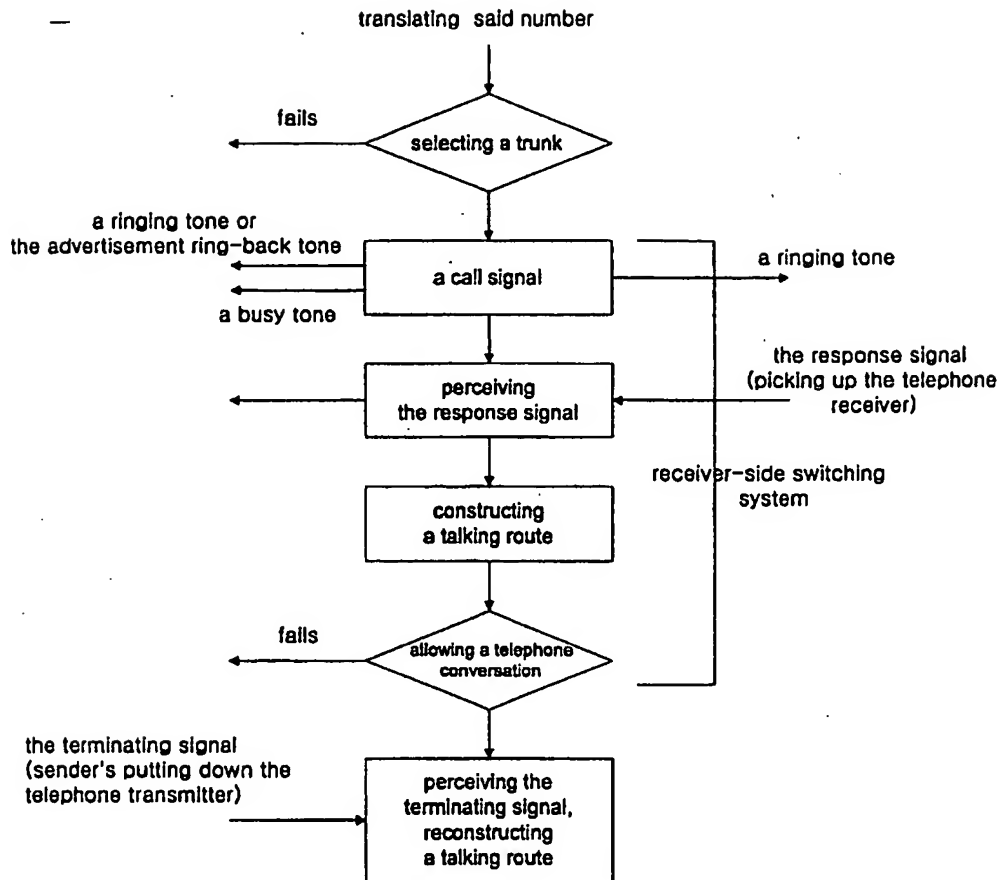 translating said number
fails
selecting a trunk
a ringing tone or
the advertisement ring-back tone
a call signal
a ringing tone
a busy tone
the response signal
(picking up the telephone
receiver)
perceiving
the response signal
receiver-side switching
system
constructing
a talking route
fails
allowing a telephone
conversation
the terminating signal
(sender's putting down the
telephone transmitter)
perceiving the
terminating signal,
reconstructing
a talking route